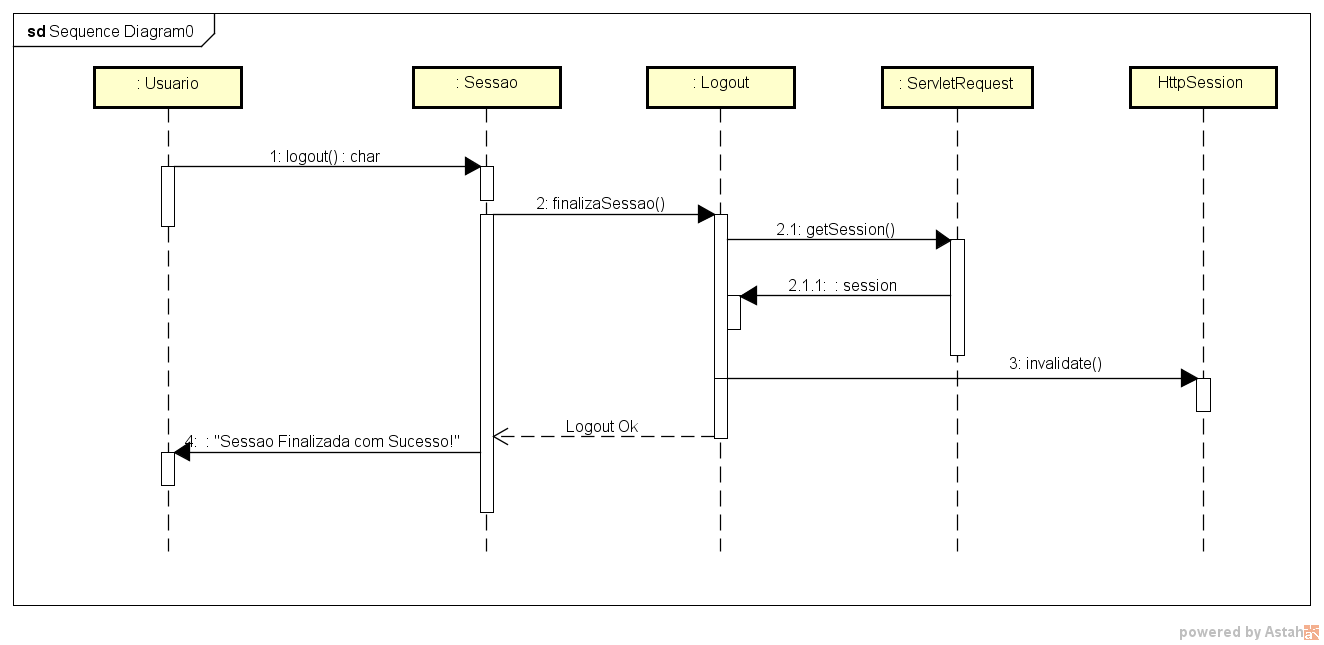 sd Sequence Diagram0
: Usuario
: Sessao
: Logout
: ServletRequest
HttpSession
1: logout() : char
2: finalizaSessao()
2.1: getSession()
2.1.1:  : session
3: invalidate()
Logout Ok
4:  : "Sessao Finalizada com Sucesso!"
powered by Astah